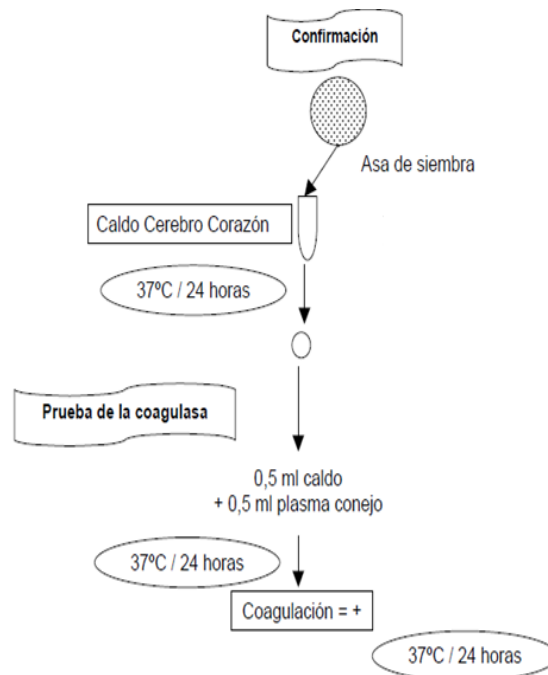 Confirmación
Asa de siembra
Caldo Cerebro Corazón
37ºC / 24 horas
Prueba de la coagulasa
0,5 ml caldo
+ 0,5 ml plasma conejo
37ºC / 24 horas
Coagulación = +
37ºC / 24 horas